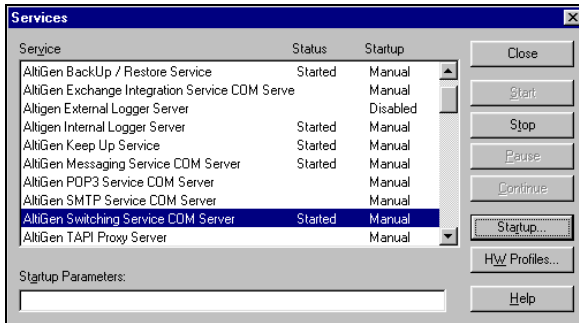 Services
Service Status Startup
AltiGen BackUp / Restore Service Started Manual
AltiGen Exchange Integration Service COM Serve Manual
Altigen External Logger Server Disabled
Altigen Internal Logger Server Started Manual
AltiGen Keep Up Service Started Manual
AltiGen Messaging Service COM Server Started Manual
AltiGen POP3 Service COM Server Manual
AltiGen SMTP Service COM Server Manual
AltiGen Switching Service COM Server Started Manual
AltiGen TAPI Proxy Server Manual
Startup Parameters:
Close
Start
Stop
Pause
Continue
Startup...
HW Profiles...
Help